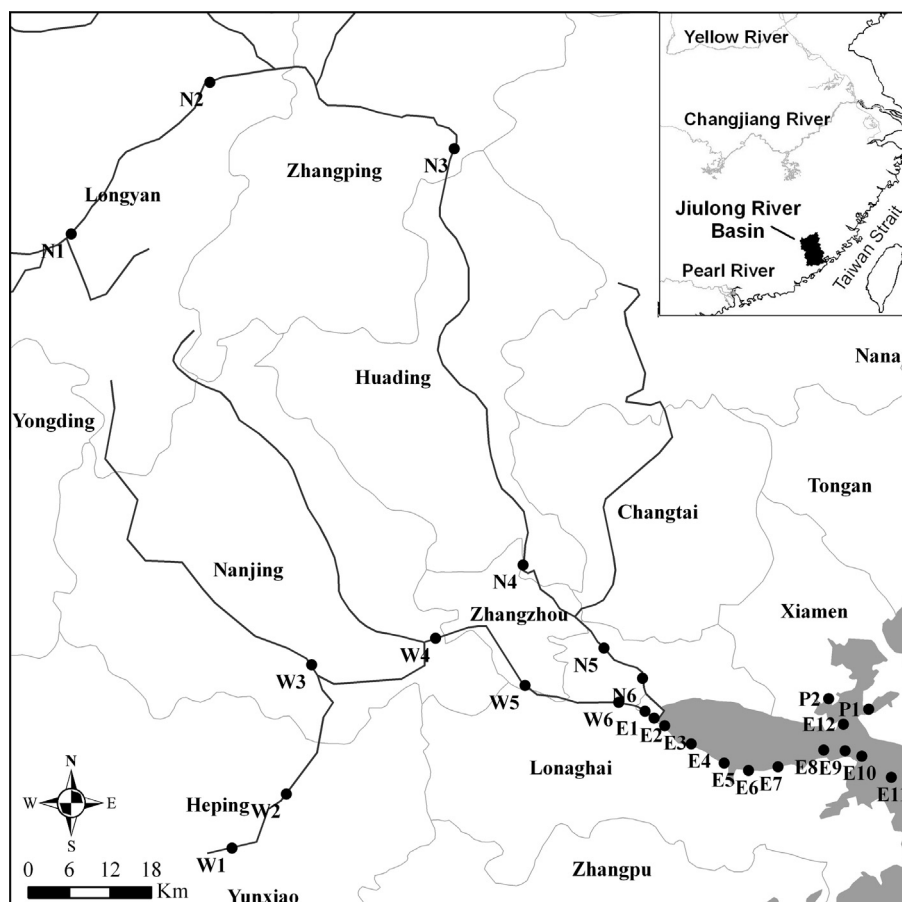 Yellow River
Changjiang River
Jiulong River
Basin
Pearl River
Taiwan Strait
N2
N3
Zhangping
Longyan
N1
Nana
Huading
Yongding
Tongan
Changtai
Nanjing
N4
Zhangzhou
Xiamen
W4
W3
N5
N6
W5
W6
P2
P1
E1
E2
E12
E3
E4
E5
E6
E7
E8
E9
E10
E11
Lonaghai
Heping
W2
W1
N
W
E
S
0 6 12 18
Km
Zhangpu
Yunxiao